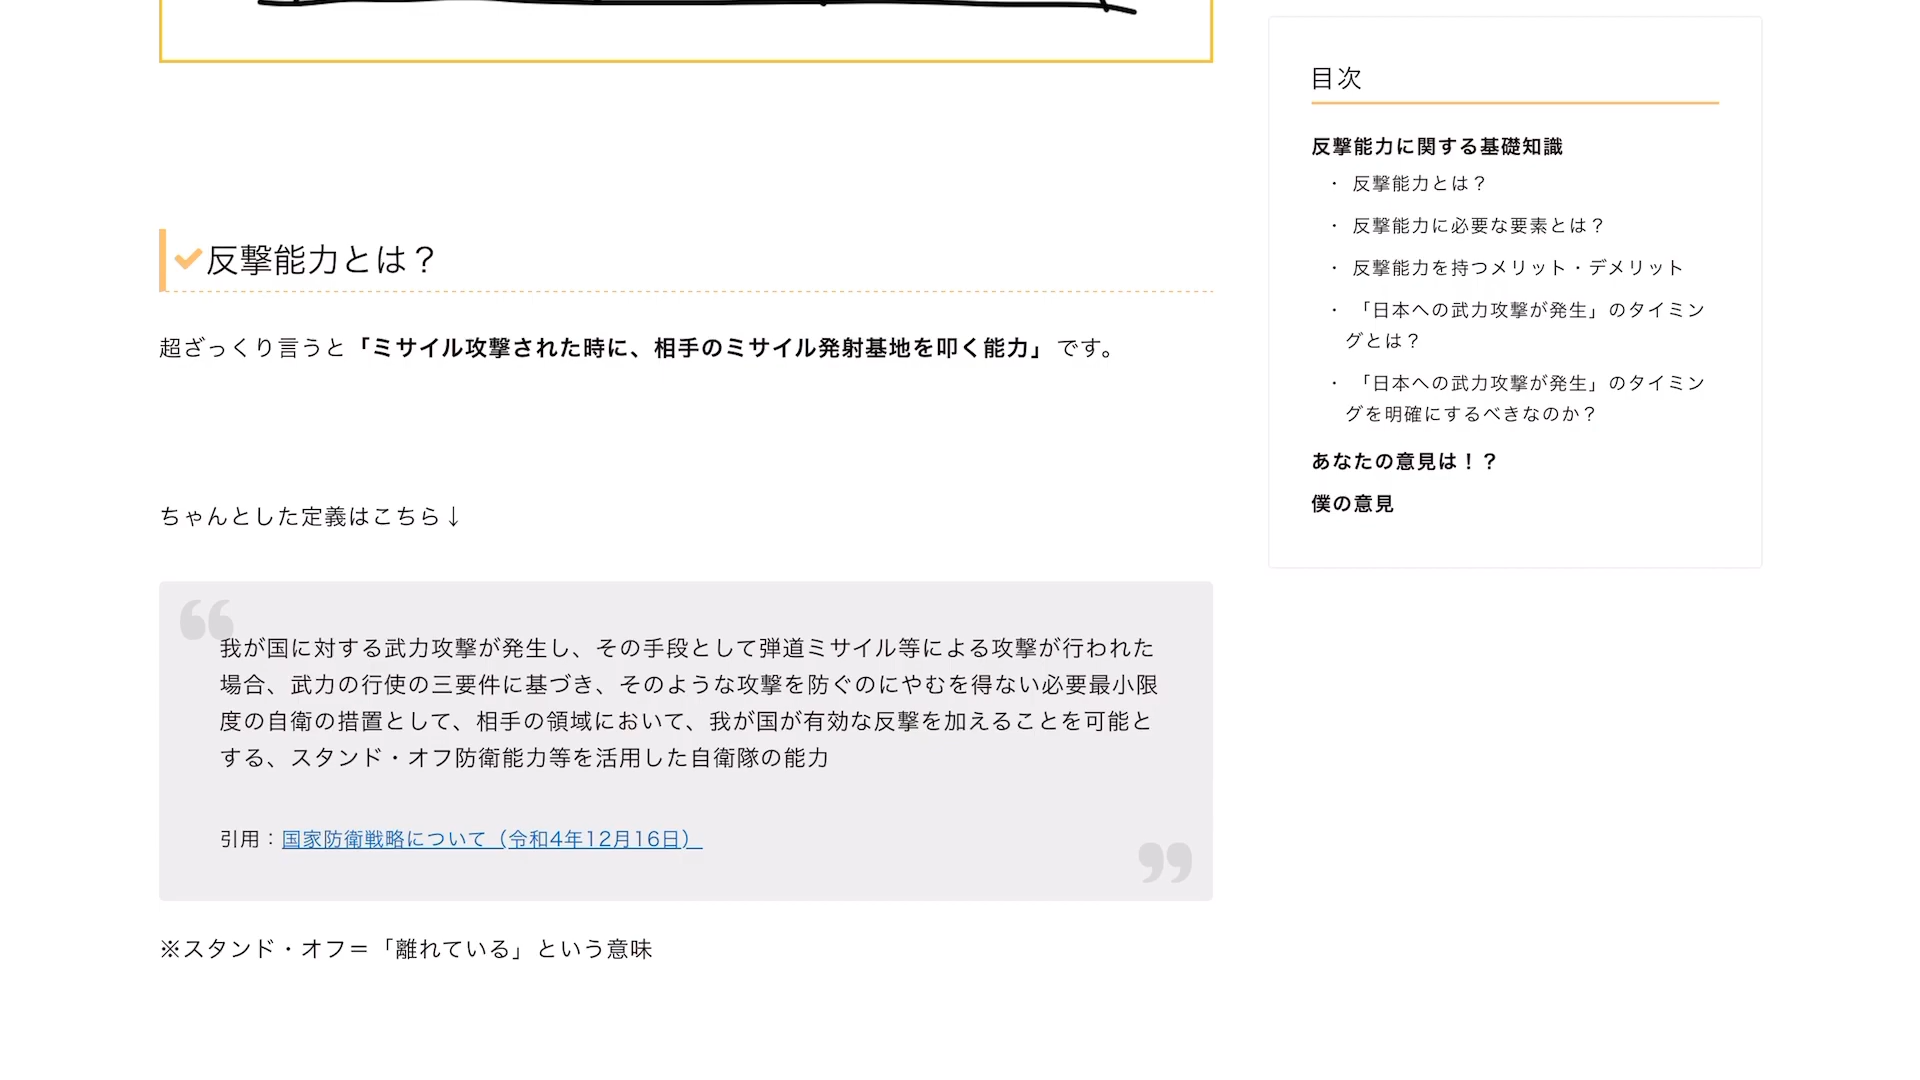 反撃能力とは？
超ざっくり言うと「ミサイル攻撃された時に、相手のミサイル発射基地を叩く能力」です。
ちゃんとした定義はこちら↓
我が国に対する武力攻撃が発生し、その手段として弾道ミサイル等による攻撃が行われた
場合、武力の行使の三要件に基づき、そのような攻撃を防ぐのにやむを得ない必要最小限
度の自衛の措置として、相手の領域において、我が国が有効な反撃を加えることを可能と
する、スタンド・オフ防衛能力等を活用した自衛隊の能力
引用：国家防衛戦略について（令和4年12月16日）
※スタンド・オフ＝「離れている」という意味
目次
反撃能力に関する基礎知識
・ 反撃能力とは？
・ 反撃能力に必要な要素とは？
・ 反撃能力を持つメリット・デメリット
・ 「日本への武力攻撃が発生」のタイミン
グとは？
・ 「日本への武力攻撃が発生」のタイミン
グを明確にするべきなのか？
あなたの意見は！？
僕の意見